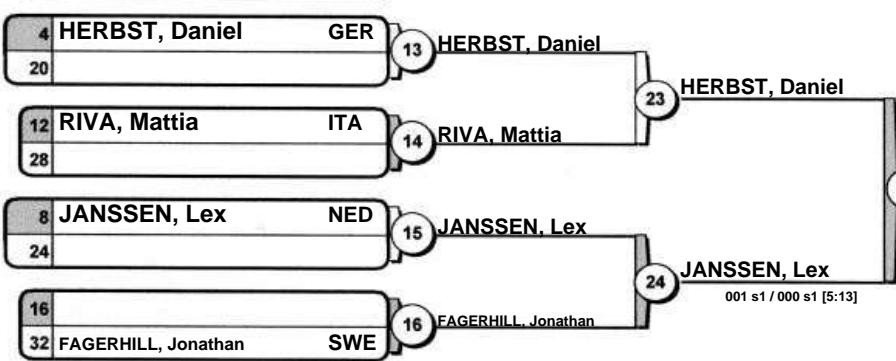 4 HERBST, Daniel GER
20
13 HERBST, Daniel
12 RIVA, Mattia ITA
28
14 RIVA, Mattia
23 HERBST, Daniel
8 JANSSEN, Lex NED
24
15 JANSSEN, Lex
16
32 FAGERHILL, Jonathan SWE
16 FAGERHILL, Jonathan
24 JANSSEN, Lex
001 s1 / 000 s1 [5:13]